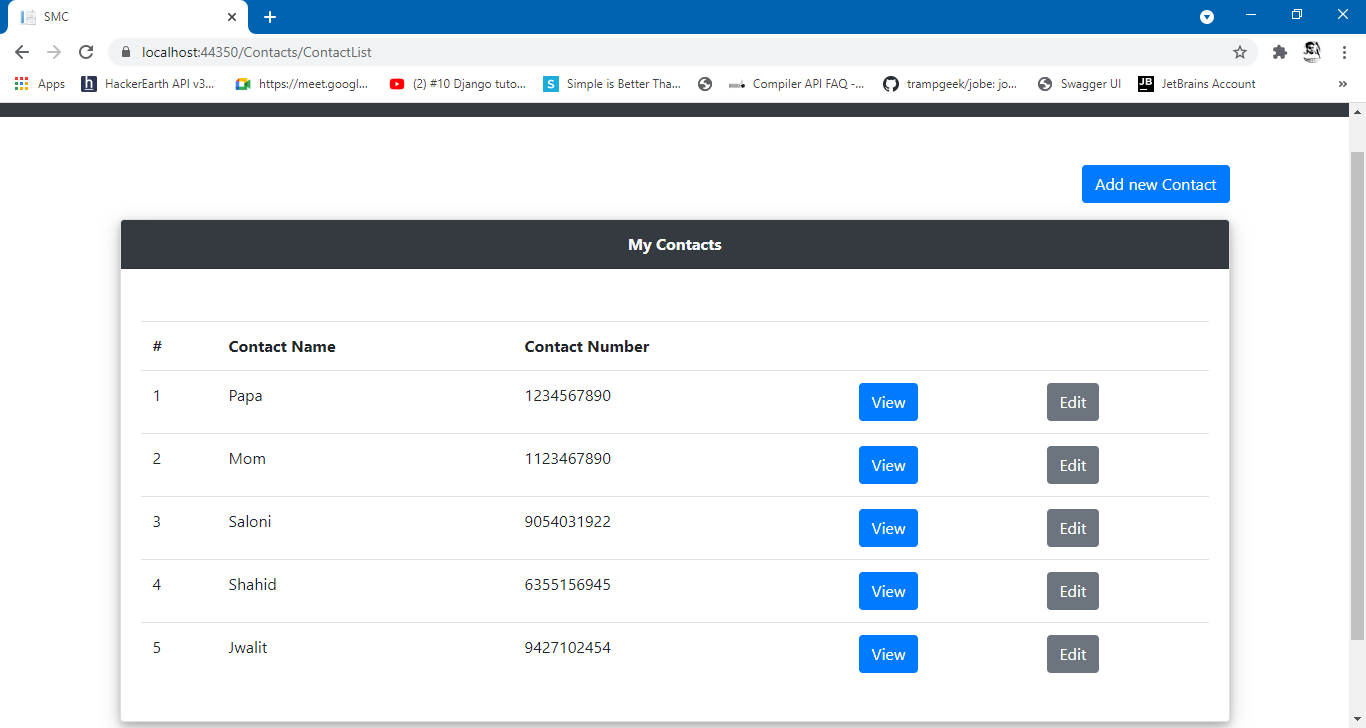 SMC
localhost:44350/Contacts/ContactList
Apps HackerEarth API v3... https://meet.googl... (2) #10 Django tuto... Simple is Better Tha... Compiler API FAQ -... trampgeek/jobe: jo... Swagger UI JetBrains Account »
Add new Contact
My Contacts
# Contact Name Contact Number
1 Papa 1234567890 View Edit
2 Mom 1123467890 View Edit
3 Saloni 9054031922 View Edit
4 Shahid 6355156945 View Edit
5 Jwalit 9427102454 View Edit